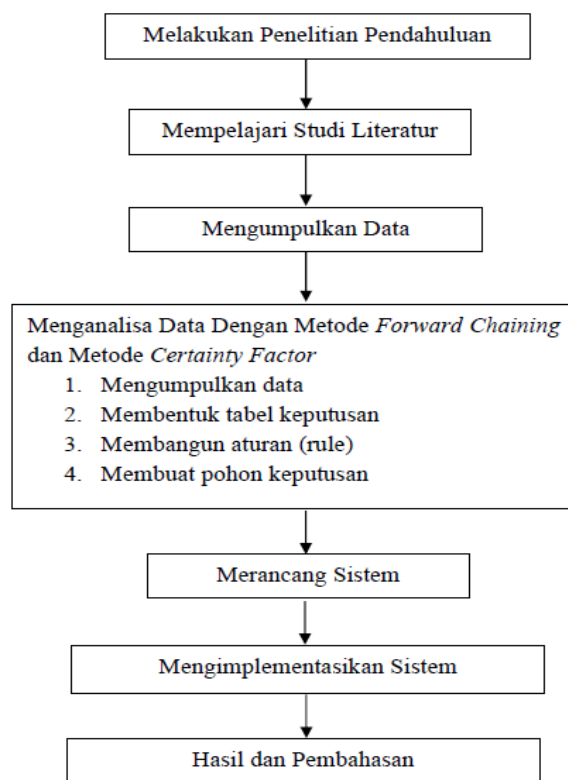 Melakukan Penelitian Pendahuluan
Mempelajari Studi Literatur
Mengumpulkan Data
Menganalisa Data Dengan Metode Forward Chaining
dan Metode Certainty Factor
1. Mengumpulkan data
2. Membentuk tabel keputusan
3. Membangun aturan (rule)
4. Membuat pohon keputusan
Merancang Sistem
Mengimplementasikan Sistem
Hasil dan Pembahasan